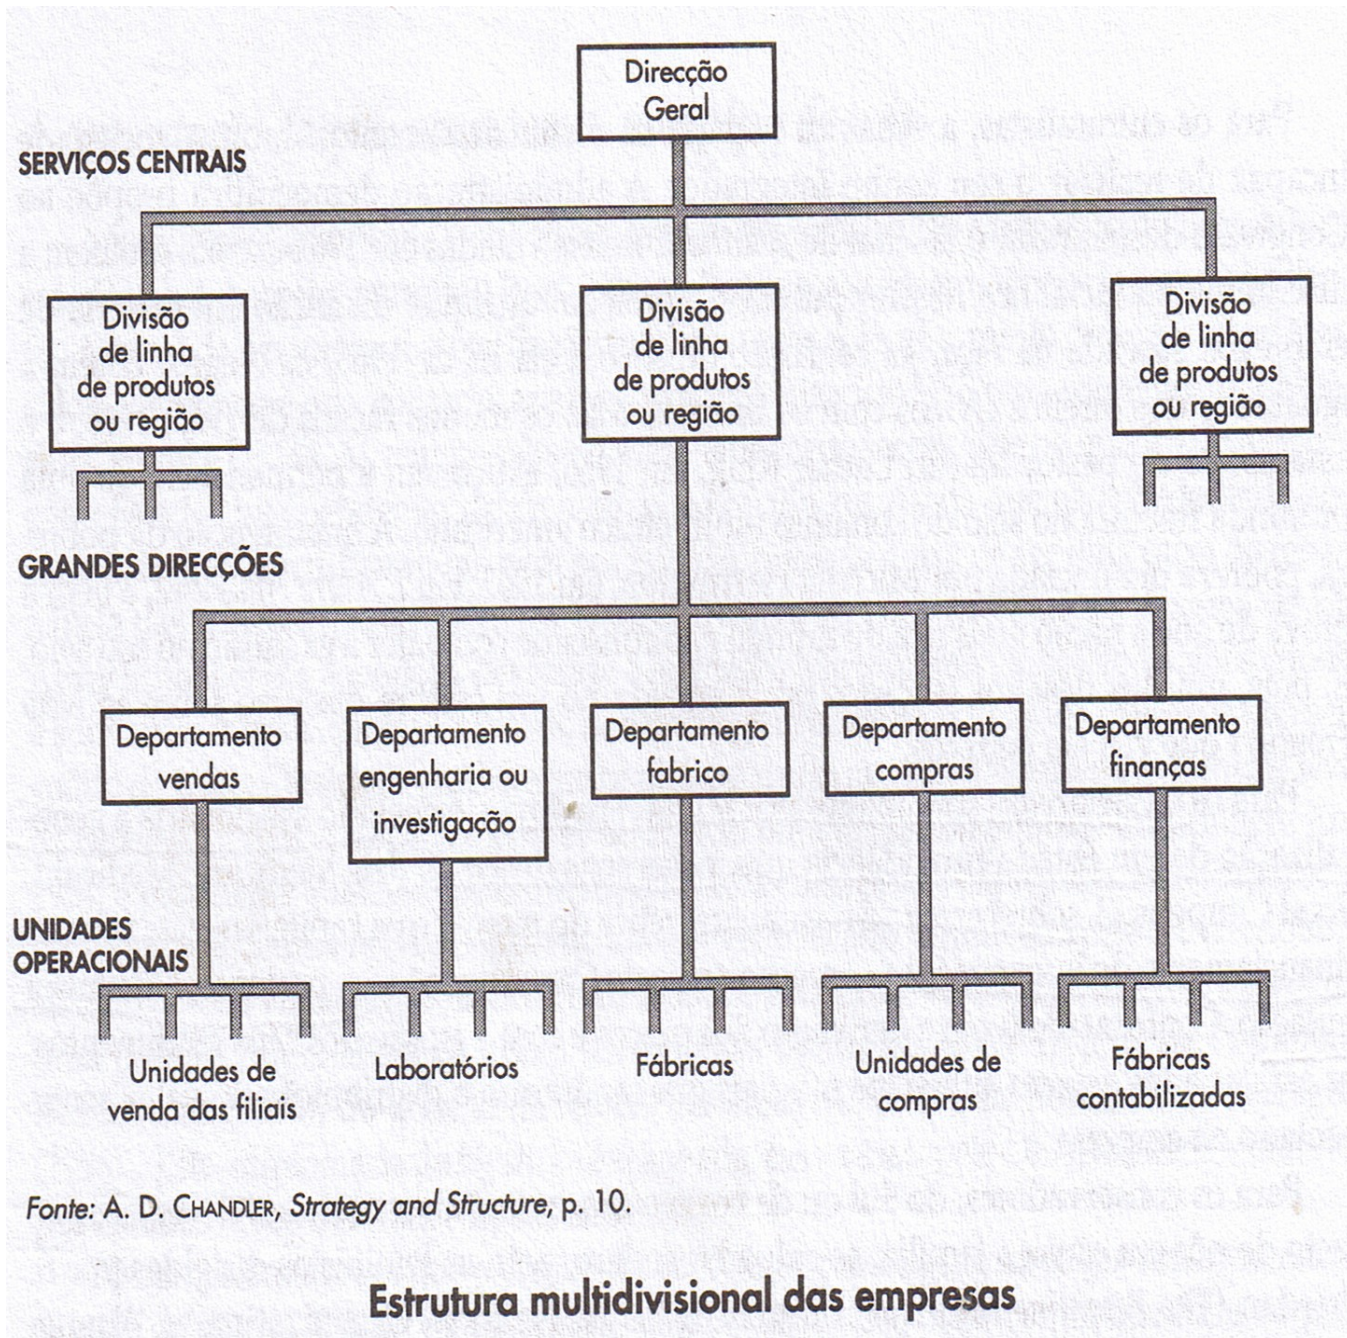 Direcção
Geral
SERVIÇOS CENTRAIS
Divisão
de linha
de produtos
ou região
Divisão
de linha
de produtos
ou região
Divisão
de linha
de produtos
ou região
GRANDES DIRECÇÕES
Departamento
vendas
Departamento
engenharia ou
investigação
Departamento
fabrico
Departamento
compras
Departamento
finanças
UNIDADES
OPERACIONAIS
Unidades de
venda das filiais
Laboratórios
Fábricas
Unidades de
compras
Fábricas
contabilizadas
Fonte: A. D. CHANDLER, Strategy and Structure, p. 10.
Estrutura multidivisional das empresas